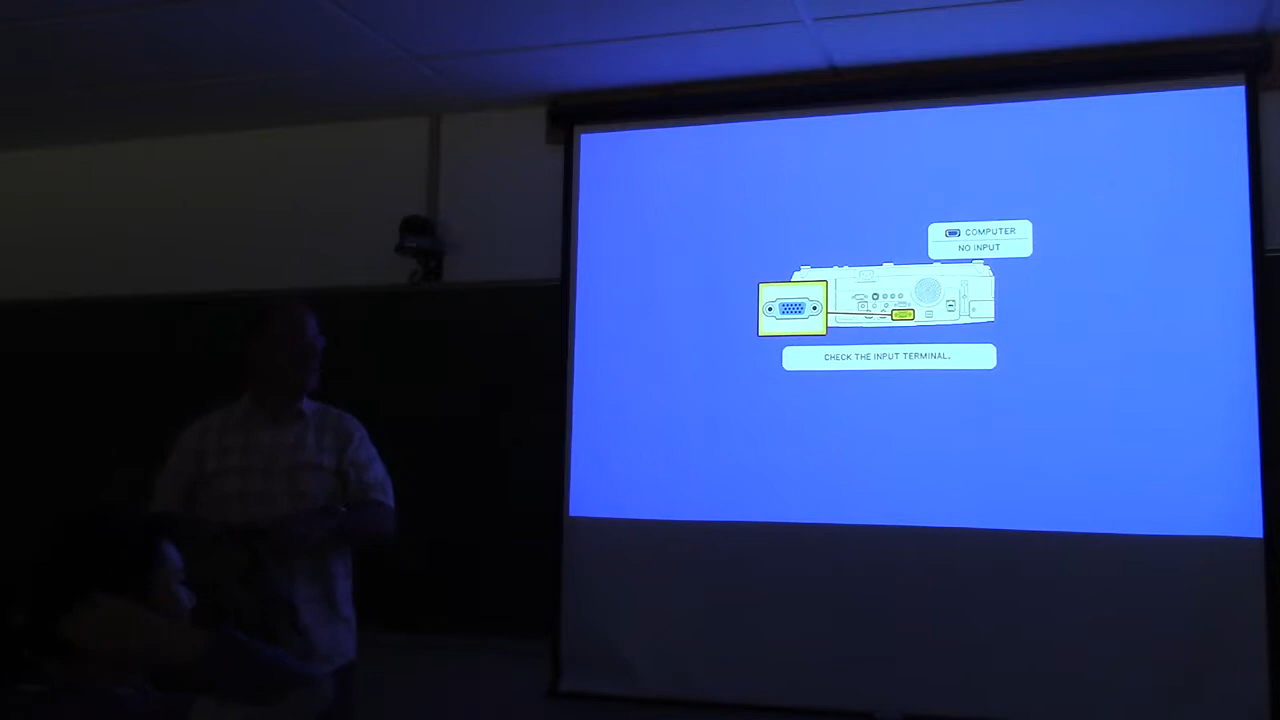 COMPUTER
NO INPUT
CHECK THE INPUT TERMINAL.